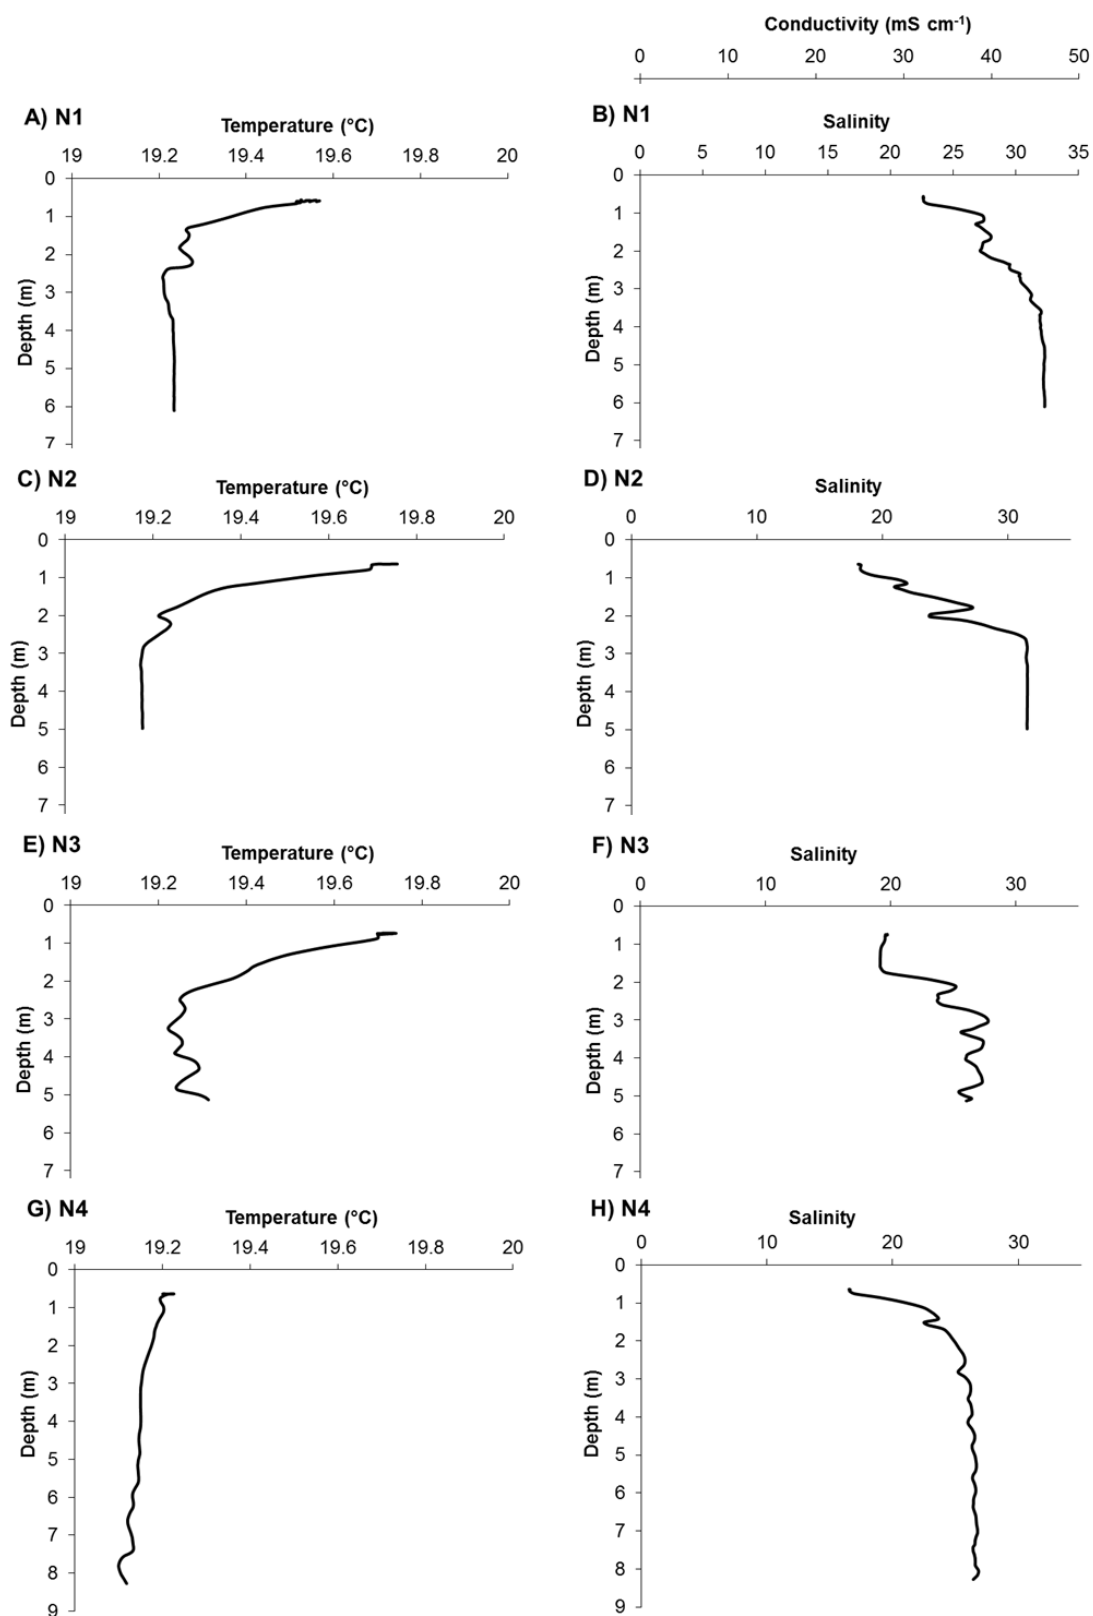 Conductivity (mS cm⁻¹)
0 10 20 30 40 50
A) N1
Temperature (°C)
19 19.2 19.4 19.6 19.8 20
0
1
2
3
4
5
6
7
Depth (m)
B) N1
Salinity
0 5 10 15 20 25 30 35
0
1
2
3
4
5
6
7
Depth (m)
C) N2
Temperature (°C)
19 19.2 19.4 19.6 19.8 20
0
1
2
3
4
5
6
7
Depth (m)
D) N2
Salinity
0 10 20 30
0
1
2
3
4
5
6
7
Depth (m)
E) N3
Temperature (°C)
19 19.2 19.4 19.6 19.8 20
0
1
2
3
4
5
6
7
Depth (m)
F) N3
Salinity
0 10 20 30
0
1
2
3
4
5
6
7
Depth (m)
G) N4
Temperature (°C)
19 19.2 19.4 19.6 19.8 20
0
1
2
3
4
5
6
7
8
9
Depth (m)
H) N4
Salinity
0 10 20 30
0
1
2
3
4
5
6
7
8
9
Depth (m)